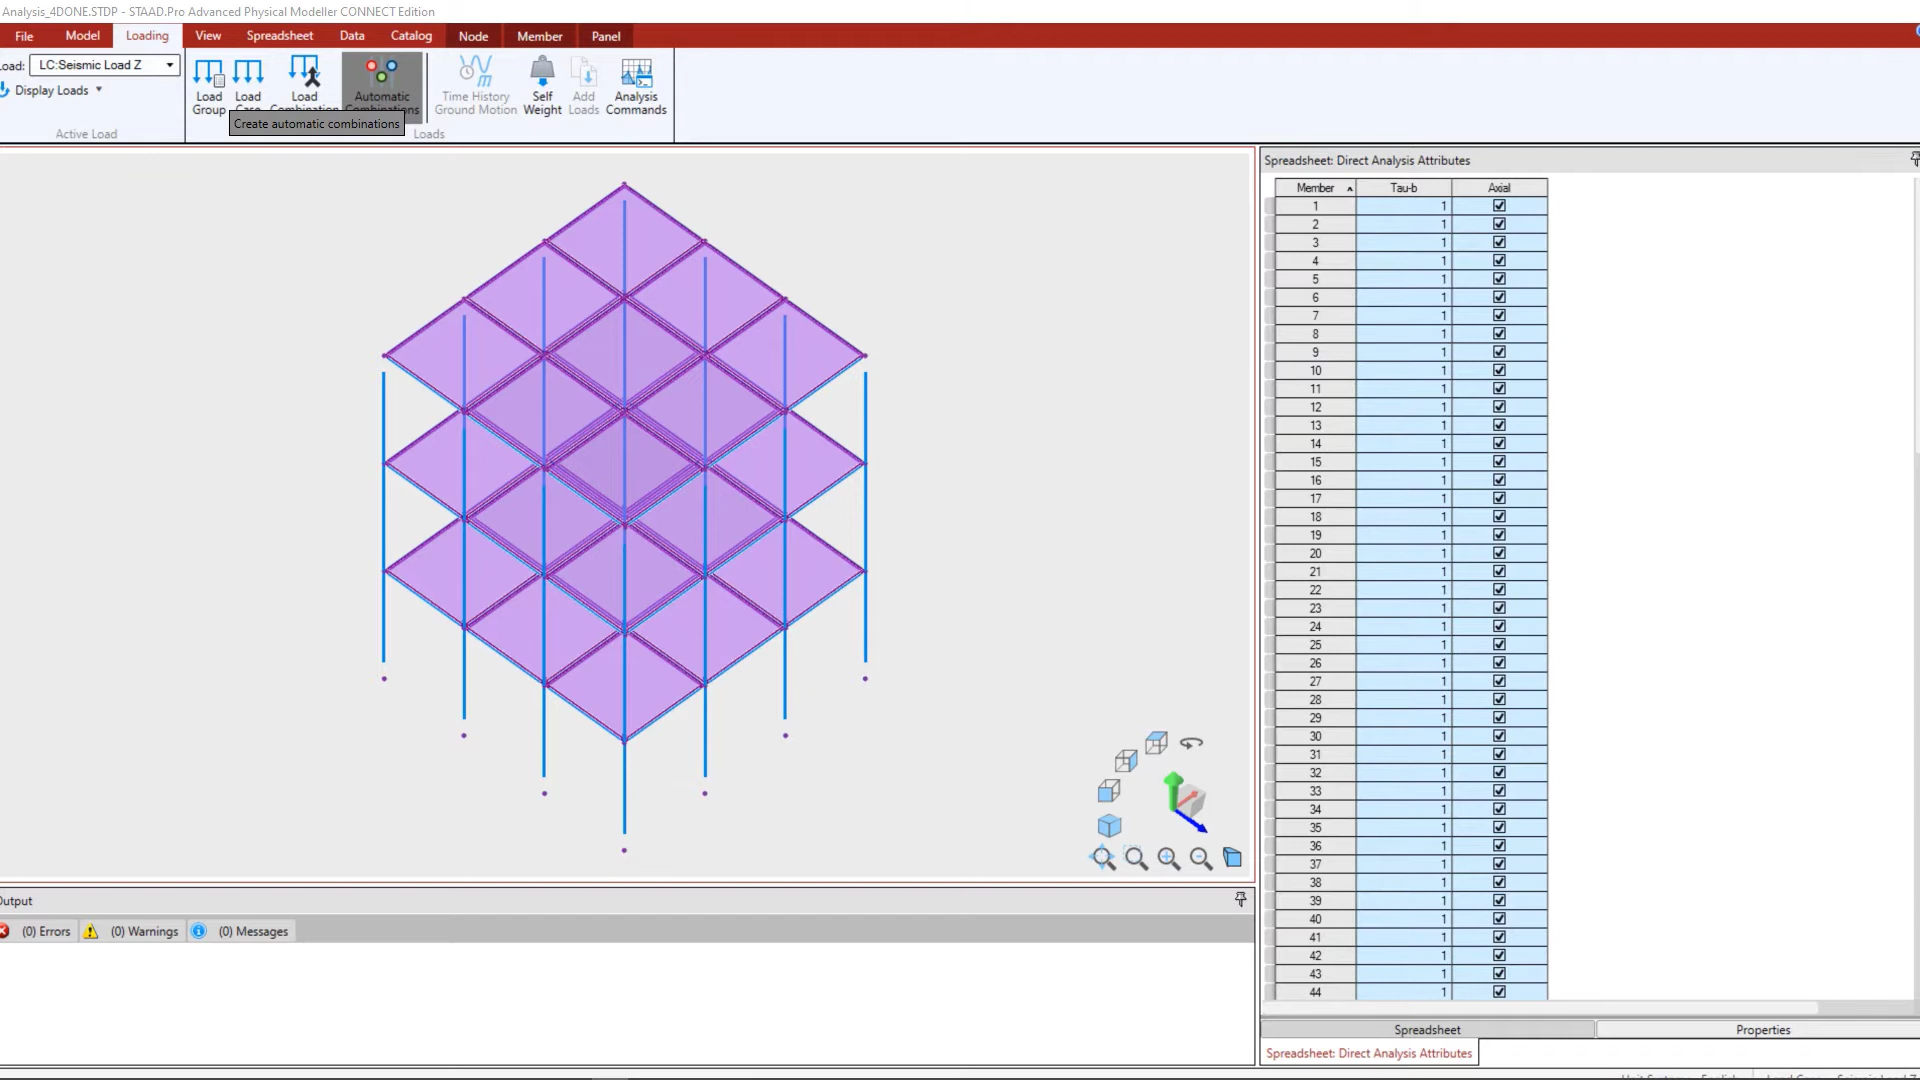 Analysis_4DONE.STDP - STAAD.Pro Advanced Physical Modeller CONNECT Edition
File Model Loading View Spreadsheet Data Catalog Node Member Panel
oad: LC:Seismic Load Z
Display Loads
Active Load
Load Group
Load Case
Load Combination
Automatic Combinations
Time History Ground Motion
Self Weight
Add Loads
Analysis Commands
Create automatic combinations
Loads
Spreadsheet: Direct Analysis Attributes
Member Tau-b Axial
1 1
2 1
3 1
4 1
5 1
6 1
7 1
8 1
9 1
10 1
11 1
12 1
13 1
14 1
15 1
16 1
17 1
18 1
19 1
20 1
21 1
22 1
23 1
24 1
25 1
26 1
27 1
28 1
29 1
30 1
31 1
32 1
33 1
34 1
35 1
36 1
37 1
38 1
39 1
40 1
41 1
42 1
43 1
44 1
Output
(0) Errors (0) Warnings (0) Messages
Spreadsheet Properties
Spreadsheet: Direct Analysis Attributes